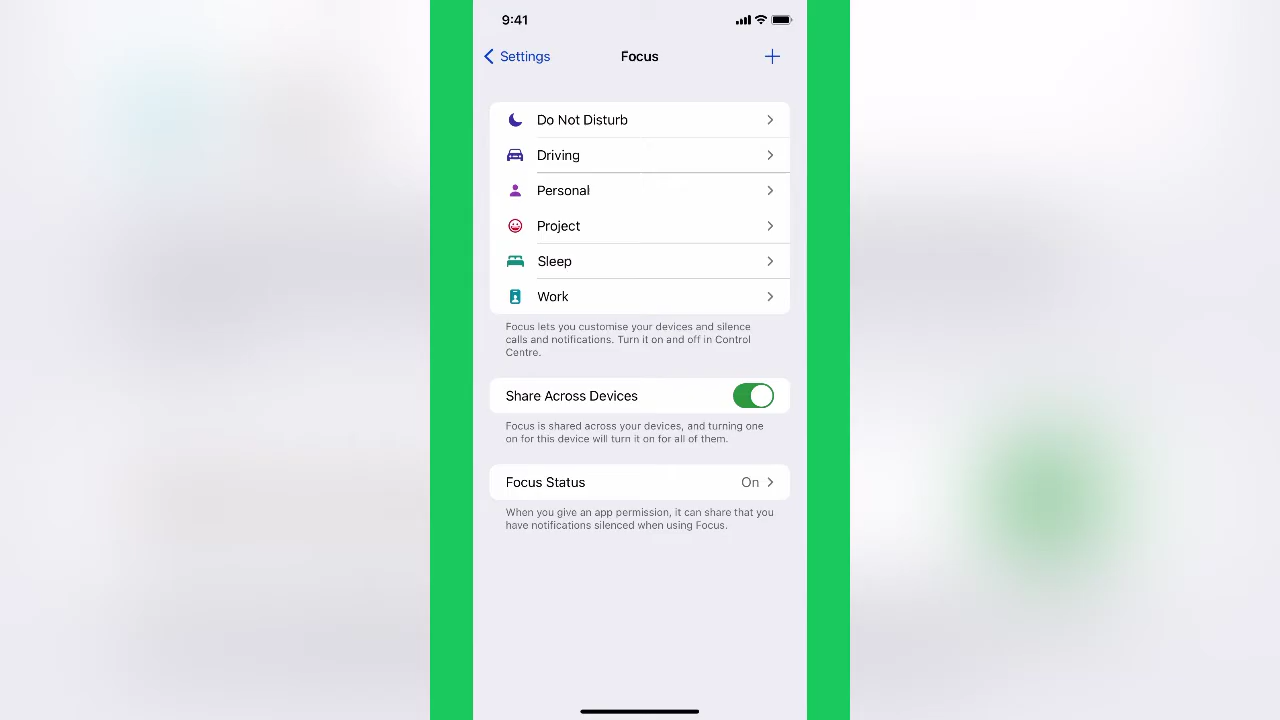 9:41
Settings
Focus
Do Not Disturb
Driving
Personal
Project
Sleep
Work
Focus lets you customise your devices and silence
calls and notifications. Turn it on and off in Control
Centre.
Share Across Devices
Focus is shared across your devices, and turning one
on for this device will turn it on for all of them.
Focus Status On
When you give an app permission, it can share that you
have notifications silenced when using Focus.